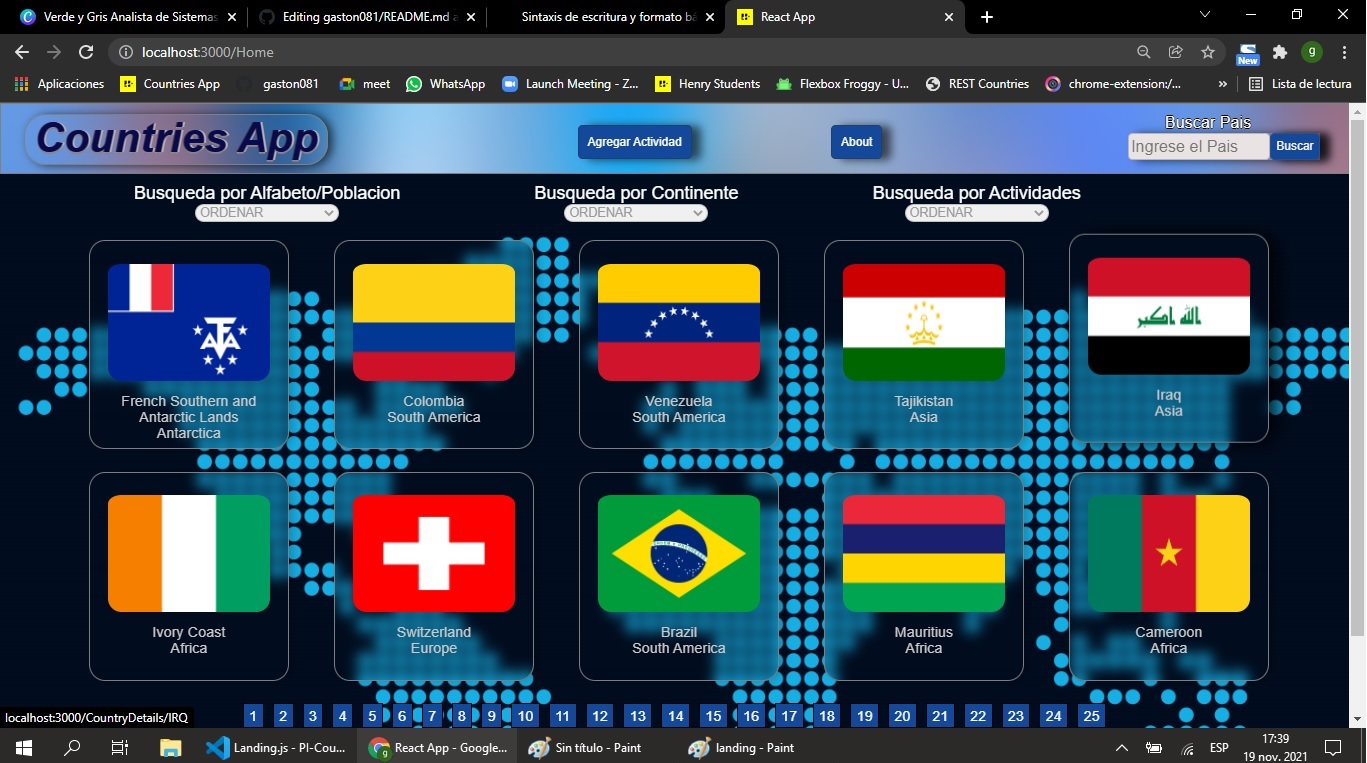 Verde y Gris Analista de Sistemas
Editing gaston081/README.md a
Sintaxis de escritura y formato bá
React App
localhost:3000/Home
New
g
Aplicaciones
Countries App
gaston081
meet
WhatsApp
Launch Meeting - Z...
Henry Students
Flexbox Froggy - U...
REST Countries
chrome-extension/...
»
Lista de lectura
Countries App
Agregar Actividad
About
Buscar Pais
Ingrese el Pais
Buscar
Busqueda por Alfabeto/Poblacion
Busqueda por Continente
Busqueda por Actividades
ORDENAR
ORDENAR
ORDENAR
French Southern and
Antarctic Lands
Antarctica
Colombia
South America
Venezuela
South America
Tajikistan
Asia
الله اكبر
Iraq
Asia
Ivory Coast
Africa
Switzerland
Europe
Brazil
South America
Mauritius
Africa
Cameroon
Africa
localhost:3000/CountryDetails/IRQ
1 2 3 4 5 6 7 8 9 10 11 12 13 14 15 16 17 18 19 20 21 22 23 24 25
Landing.js - PI-Cou...
React App - Google...
Sin título - Paint
landing - Paint
ESP
17:39
19 nov. 2021